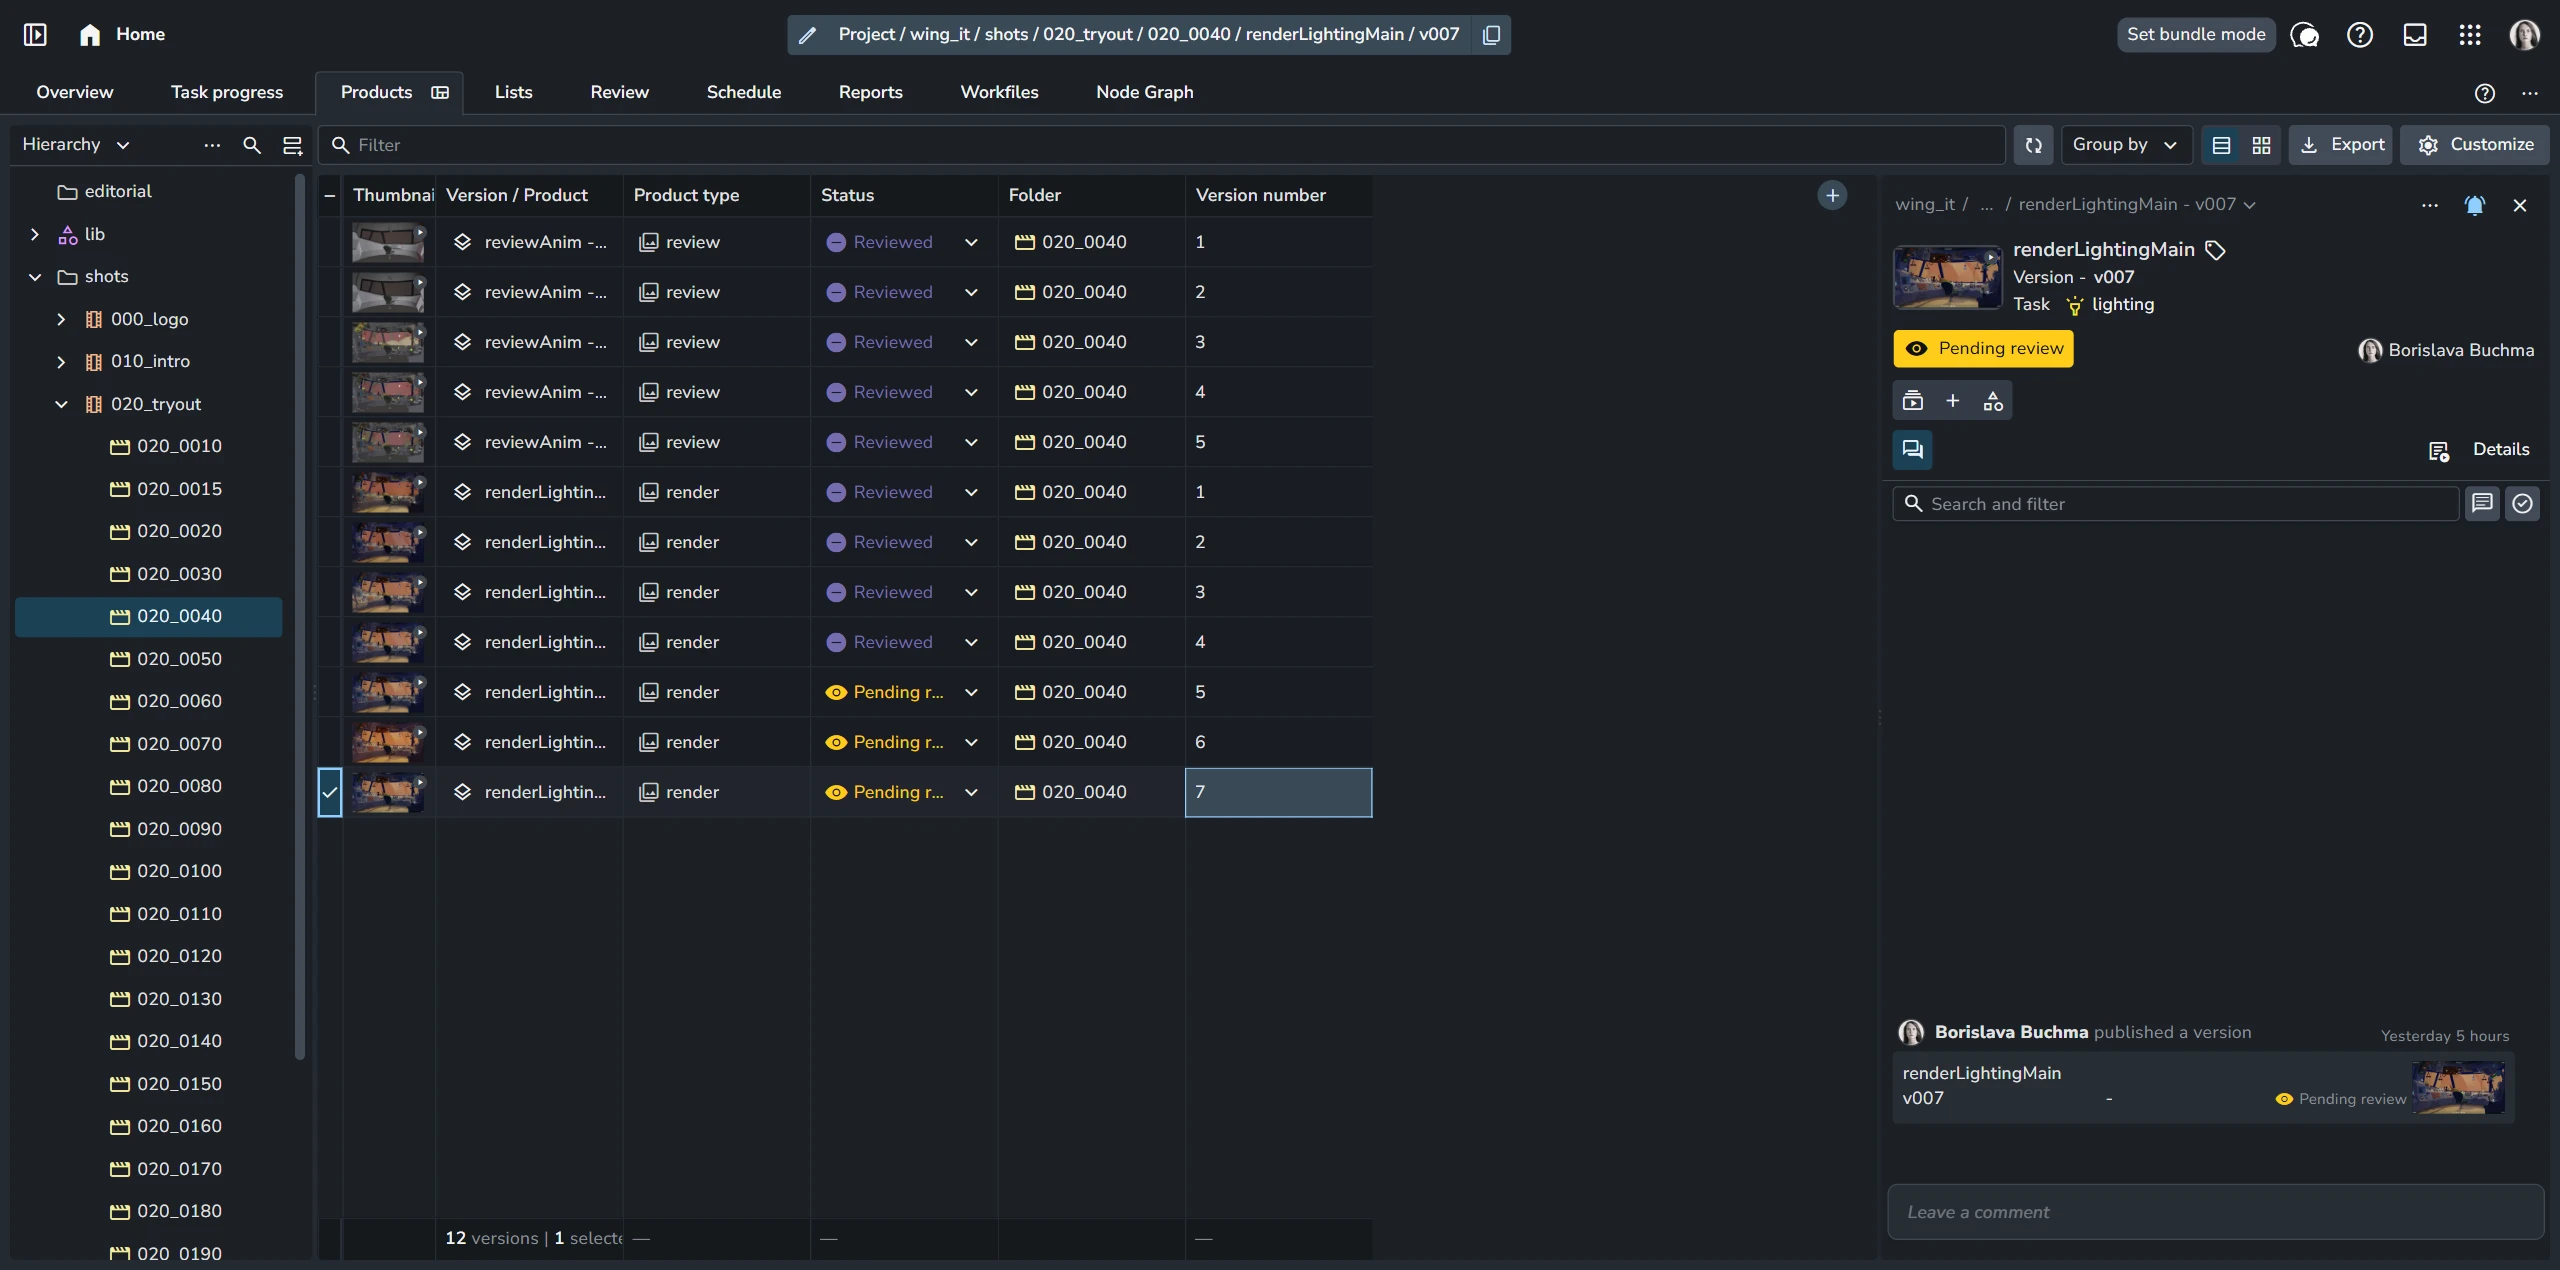 Home
Project / wing_it / shots / 020_tryout / 020_0040 / renderLightingMain / v007
Set bundle mode
Overview
Task progress
Products
Lists
Review
Schedule
Reports
Workfiles
Node Graph
Hierarchy
Filter
Group by
Export
Customize
editorial
lib
shots
000_logo
010_intro
020_tryout
020_0010
020_0015
020_0020
020_0030
020_0040
020_0050
020_0060
020_0070
020_0080
020_0090
020_0100
020_0110
020_0120
020_0130
020_0140
020_0150
020_0160
020_0170
020_0180
020_0190
Thumbnai Version / Product Product type Status Folder Version number
reviewAnim -... review Reviewed 020_0040 1
reviewAnim -... review Reviewed 020_0040 2
reviewAnim -... review Reviewed 020_0040 3
reviewAnim -... review Reviewed 020_0040 4
reviewAnim -... review Reviewed 020_0040 5
renderLightin... render Reviewed 020_0040 1
renderLightin... render Reviewed 020_0040 2
renderLightin... render Reviewed 020_0040 3
renderLightin... render Reviewed 020_0040 4
renderLightin... render Pending r... 020_0040 5
renderLightin... render Pending r... 020_0040 6
renderLightin... render Pending r... 020_0040 7
12 versions | 1 selecte — — —
wing_it / ... / renderLightingMain - v007
renderLightingMain
Version - v007
Task lighting
Pending review
Borislava Buchma
Details
Search and filter
Borislava Buchma published a version
Yesterday 5 hours
renderLightingMain
v007 - Pending review
Leave a comment